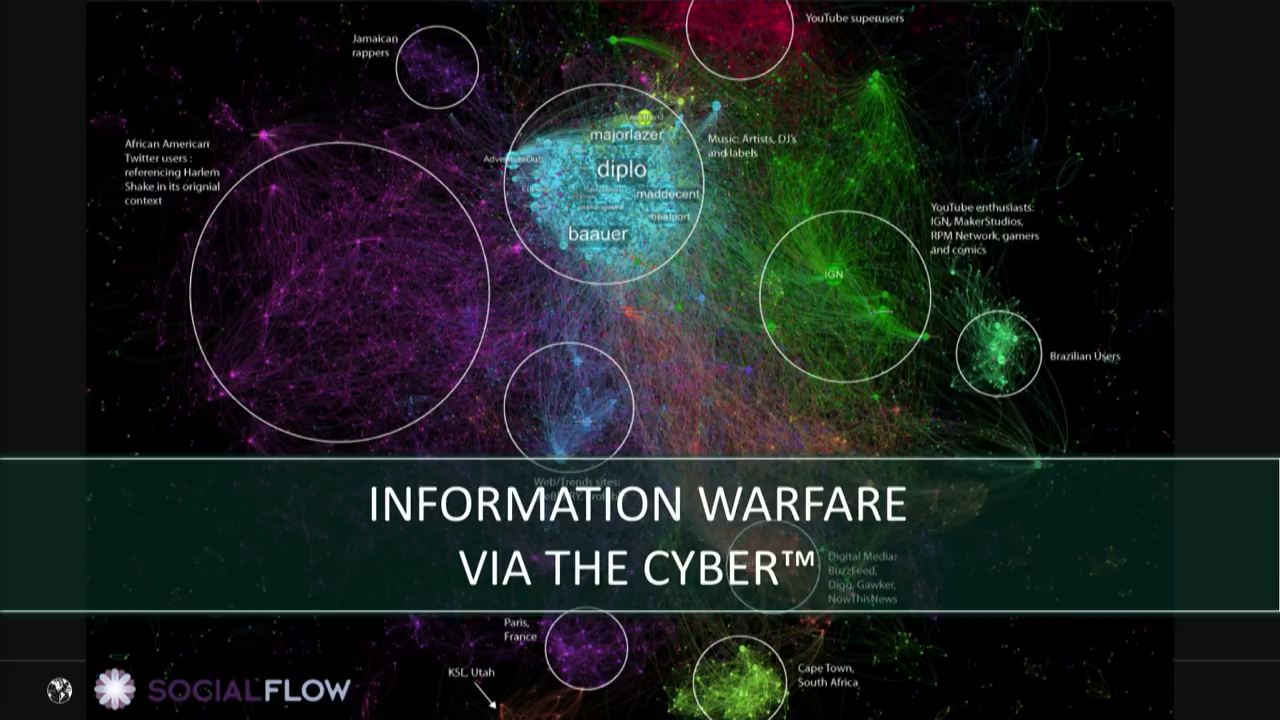 YouTube superusers
Jamaican
rappers
majorlazer
diplo
maddecent
beatport
baauer
Music: Artists, DJ's
and labels
African American
Twitter users :
referencing Harlem
Shake in its orignial
context
YouTube enthusiasts:
IGN, MakerStudios,
RPM Network, gamers
and comics
IGN
Brazilian Users
Web/Trends sites:
INFORMATION WARFARE
VIA THE CYBER™
Digital Media:
BuzzFeed,
Digg, Gawker,
NowThisNews
Paris,
France
KSL, Utah
Cape Town,
South Africa
SOCIALFLOW